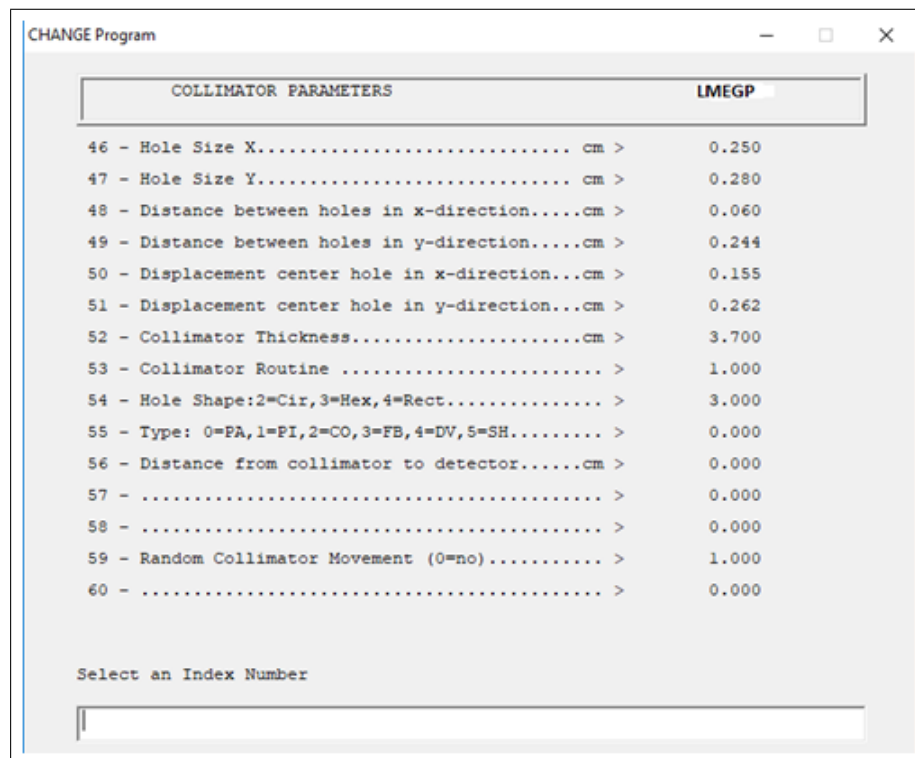 CHANGE Program
COLLIMATOR PARAMETERS LMEGP
46 - Hole Size X.............................. cm > 0.250
47 - Hole Size Y.............................. cm > 0.280
48 - Distance between holes in x-direction.....cm > 0.060
49 - Distance between holes in y-direction.....cm > 0.244
50 - Displacement center hole in x-direction...cm > 0.155
51 - Displacement center hole in y-direction...cm > 0.262
52 - Collimator Thickness......................cm > 3.700
53 - Collimator Routine ......................... > 1.000
54 - Hole Shape:2=Cir,3=Hex,4=Rect............... > 3.000
55 - Type: 0=PA,1=PI,2=CO,3=FB,4=DV,5=SH......... > 0.000
56 - Distance from collimator to detector......cm > 0.000
57 - ............................................ > 0.000
58 - ............................................ > 0.000
59 - Random Collimator Movement (0=no)........... > 1.000
60 - ............................................ > 0.000
Select an Index Number